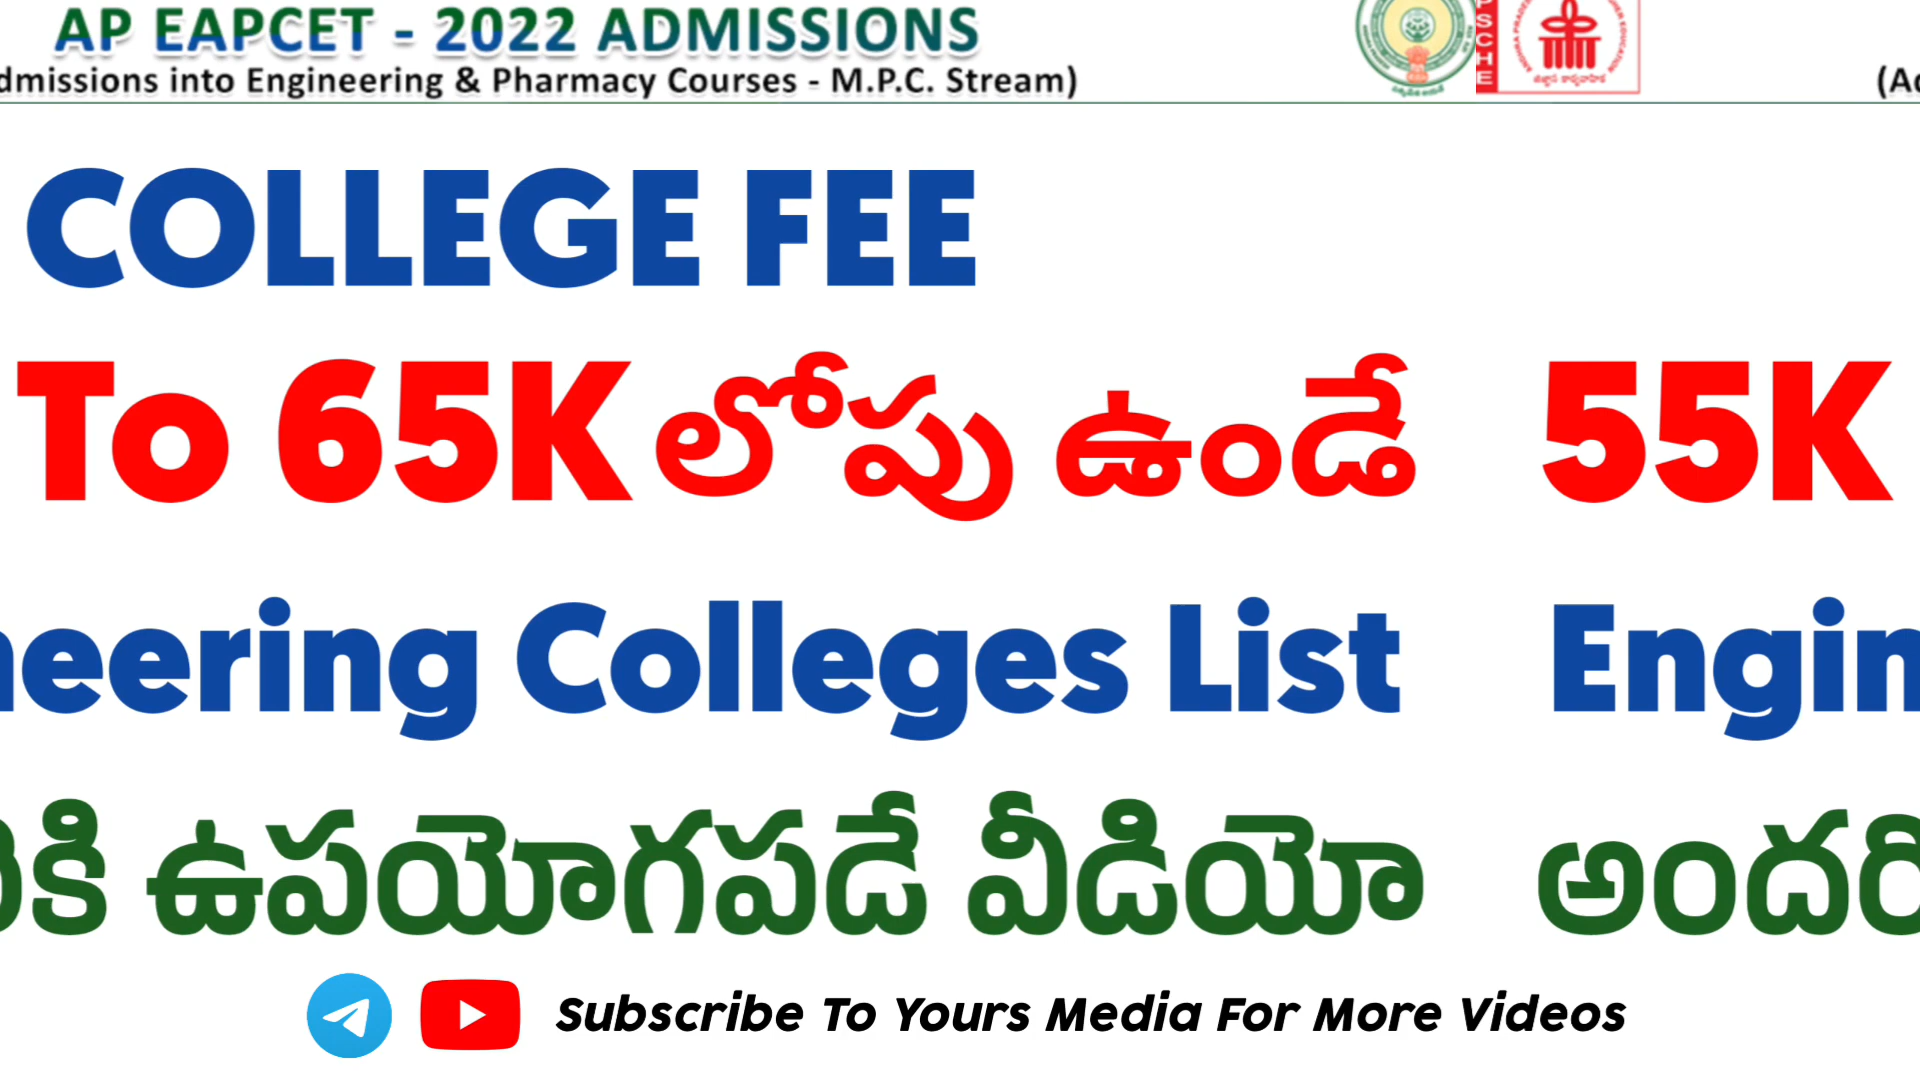 AP EAPCET - 2022 ADMISSIONS
dmissions into Engineering & Pharmacy Courses - M.P.C. Stream)
PSCHE
(Ad
COLLEGE FEE
To 65K లోపు ఉండే 55K
neering Colleges List Engin
కి ఉపయోగపడే వీడియో అందరి
Subscribe To Yours Media For More Videos